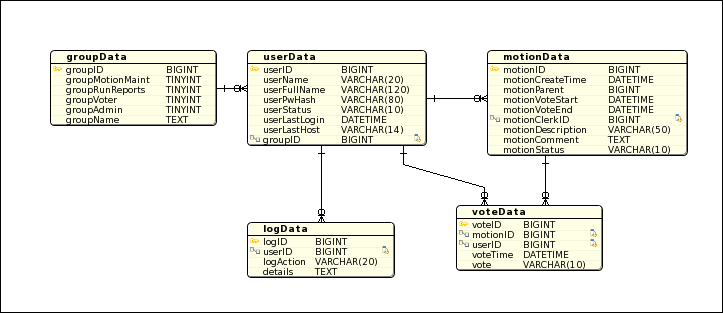 groupData
groupID BIGINT
groupMotionMaint TINYINT
groupRunReports TINYINT
groupVoter TINYINT
groupAdmin TINYINT
groupName TEXT
userData
userID BIGINT
userName VARCHAR(20)
userFullName VARCHAR(120)
userPwHash VARCHAR(80)
userStatus VARCHAR(10)
userLastLogin DATETIME
userLastHost VARCHAR(14)
groupID BIGINT
motionData
motionID BIGINT
motionCreateTime DATETIME
motionParent BIGINT
motionVoteStart DATETIME
motionVoteEnd DATETIME
motionClerkID BIGINT
motionDescription VARCHAR(50)
motionComment TEXT
motionStatus VARCHAR(10)
logData
logID BIGINT
userID BIGINT
logAction VARCHAR(20)
details TEXT
voteData
voteID BIGINT
motionID BIGINT
userID BIGINT
voteTime DATETIME
vote VARCHAR(10)